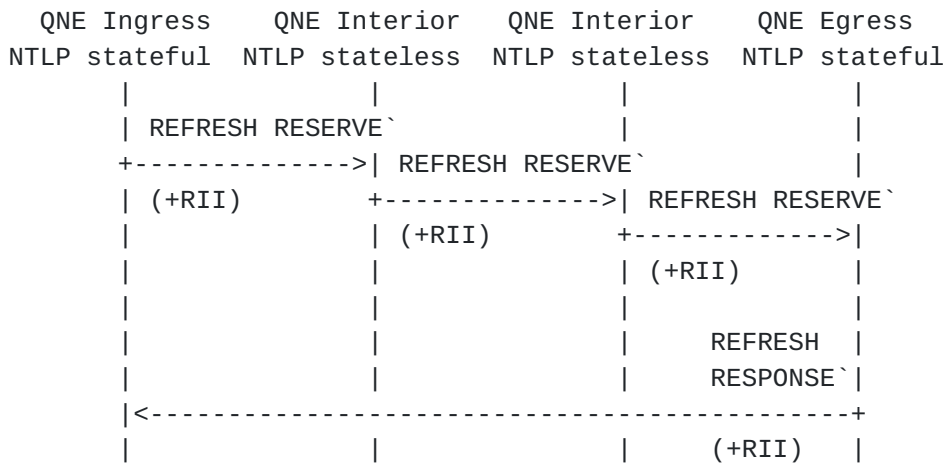 QNE Ingress QNE Interior QNE Interior QNE Egress
NTLP stateful NTLP stateless NTLP stateless NTLP stateful
| | | |
| REFRESH RESERVE` | |
+-------------->| REFRESH RESERVE` |
| (+RII) +-------------->| REFRESH RESERVE`
| | (+RII) +------------->|
| | | (+RII) |
| | | |
| | | REFRESH |
| | | RESPONSE`|
|<---------------------------------------------+
| | | (+RII) |